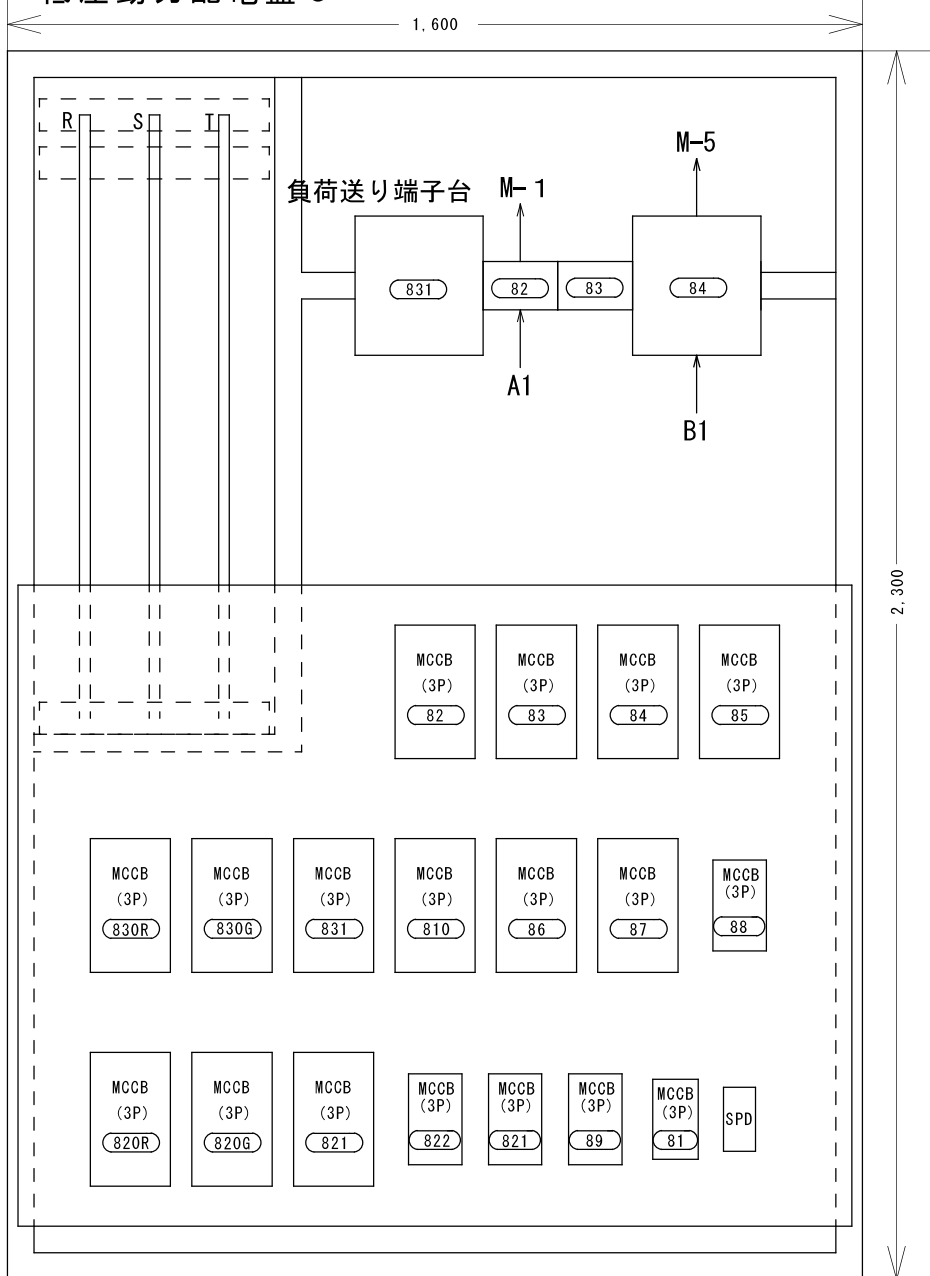 1,600
R S T
M-5
負荷送り端子台 M-1
831 82 83 84
A1
B1
2,300
MCCB MCCB MCCB MCCB
(3P) (3P) (3P) (3P)
82 83 84 85
MCCB MCCB MCCB MCCB MCCB MCCB MCCB
(3P) (3P) (3P) (3P) (3P) (3P) (3P)
830R 830G 831 810 86 87 88
MCCB MCCB MCCB MCCB MCCB MCCB MCCB
(3P) (3P) (3P) (3P) (3P) (3P) (3P) SPD
820R 820G 821 822 821 89 81